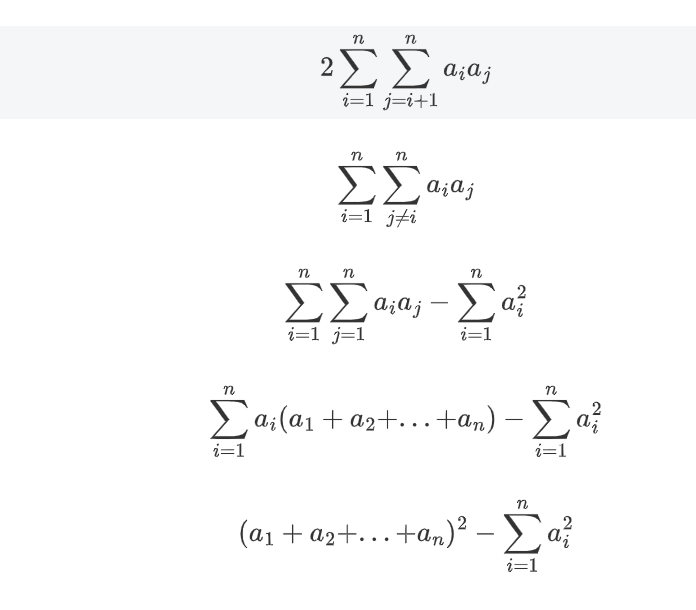 $2\sum_{i=1}^{n}\sum_{j=i+1}^{n} a_i a_j$
$\sum_{i=1}^{n}\sum_{j\neq i}^{n} a_i a_j$
$\sum_{i=1}^{n}\sum_{j=1}^{n} a_i a_j - \sum_{i=1}^{n} a_i^2$
$\sum_{i=1}^{n} a_i(a_1 + a_2 + \ldots + a_n) - \sum_{i=1}^{n} a_i^2$
$(a_1 + a_2 + \ldots + a_n)^2 - \sum_{i=1}^{n} a_i^2$